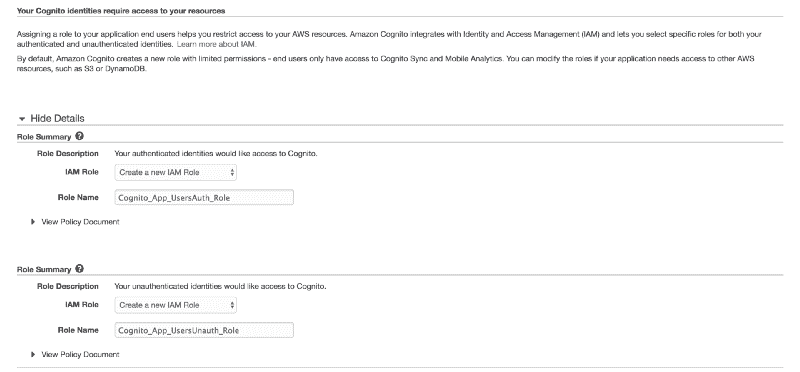 Your Cognito identities require access to your resources
Assigning a role to your application end users helps you restrict access to your AWS resources. Amazon Cognito integrates with Identity and Access Management (IAM) and lets you select specific roles for both your
authenticated and unauthenticated identities. Learn more about IAM.
By default, Amazon Cognito creates a new role with limited permissions - end users only have access to Cognito Sync and Mobile Analytics. You can modify the roles if your application needs access to other AWS
resources, such as S3 or DynamoDB.
Hide Details
Role Summary ?
Role Description Your authenticated identities would like access to Cognito.
IAM Role Create a new IAM Role
Role Name Cognito_App_UsersAuth_Role
View Policy Document
Role Summary ?
Role Description Your unauthenticated identities would like access to Cognito.
IAM Role Create a new IAM Role
Role Name Cognito_App_UsersUnauth_Role
View Policy Document